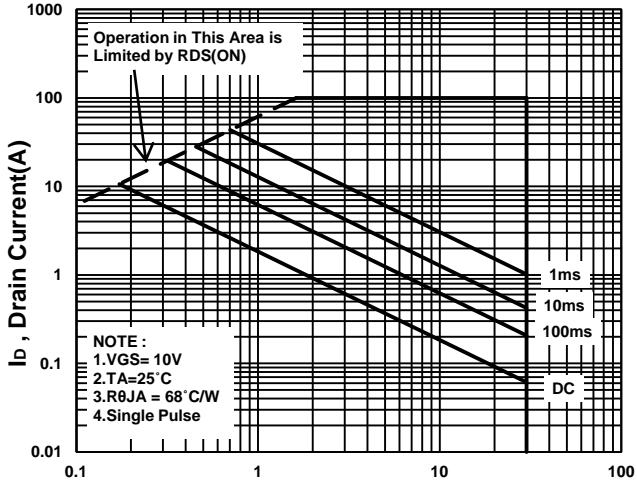 1000
Operation in This Area is
Limited by RDS(ON)
100
10
1
0.1
0.01
ID , Drain Current(A)
1ms
10ms
100ms
DC
NOTE :
1.VGS= 10V
2.TA=25˚C
3.RθJA = 68˚C/W
4.Single Pulse
0.1
1
10
100